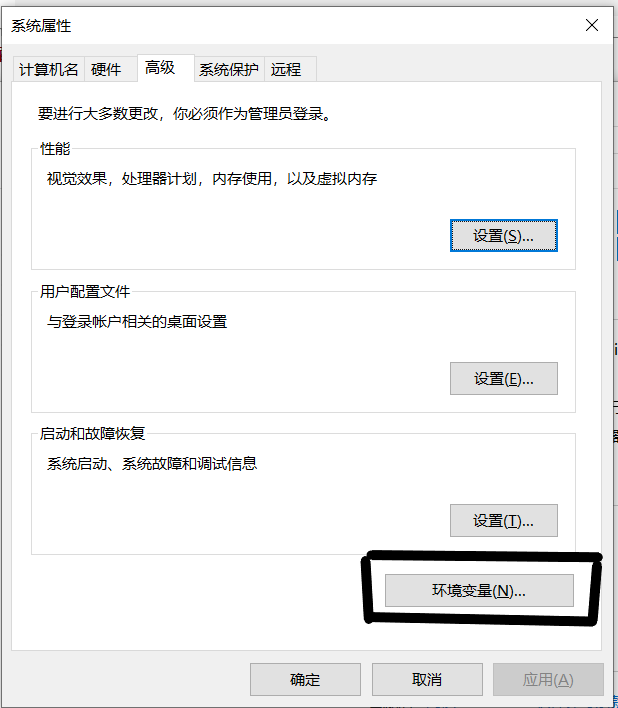 系统属性
计算机名 硬件 高级 系统保护 远程
要进行大多数更改，你必须作为管理员登录。
性能
视觉效果，处理器计划，内存使用，以及虚拟内存
设置(S)...
用户配置文件
与登录帐户相关的桌面设置
设置(E)...
启动和故障恢复
系统启动、系统故障和调试信息
设置(T)...
环境变量(N)...
确定 取消 应用(A)